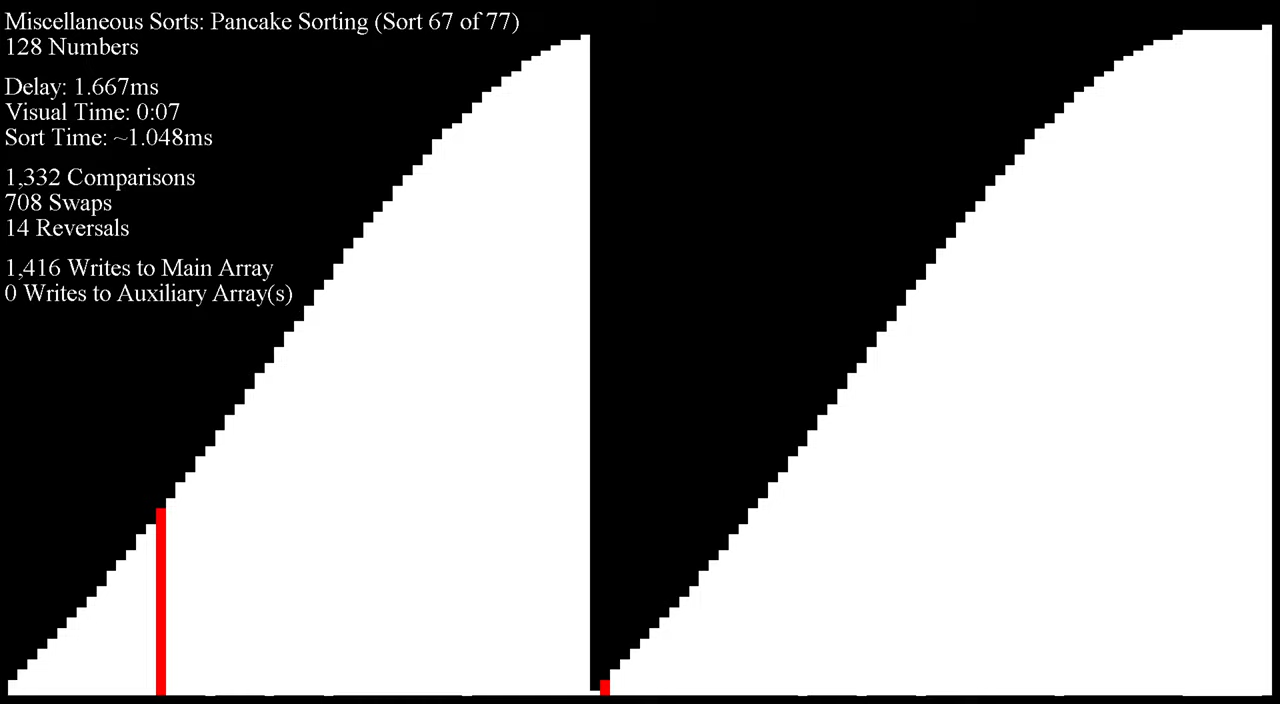 Miscellaneous Sorts: Pancake Sorting (Sort 67 of 77)
128 Numbers
Delay: 1.667ms
Visual Time: 0:07
Sort Time: ~1.048ms
1,332 Comparisons
708 Swaps
14 Reversals
1,416 Writes to Main Array
0 Writes to Auxiliary Array(s)